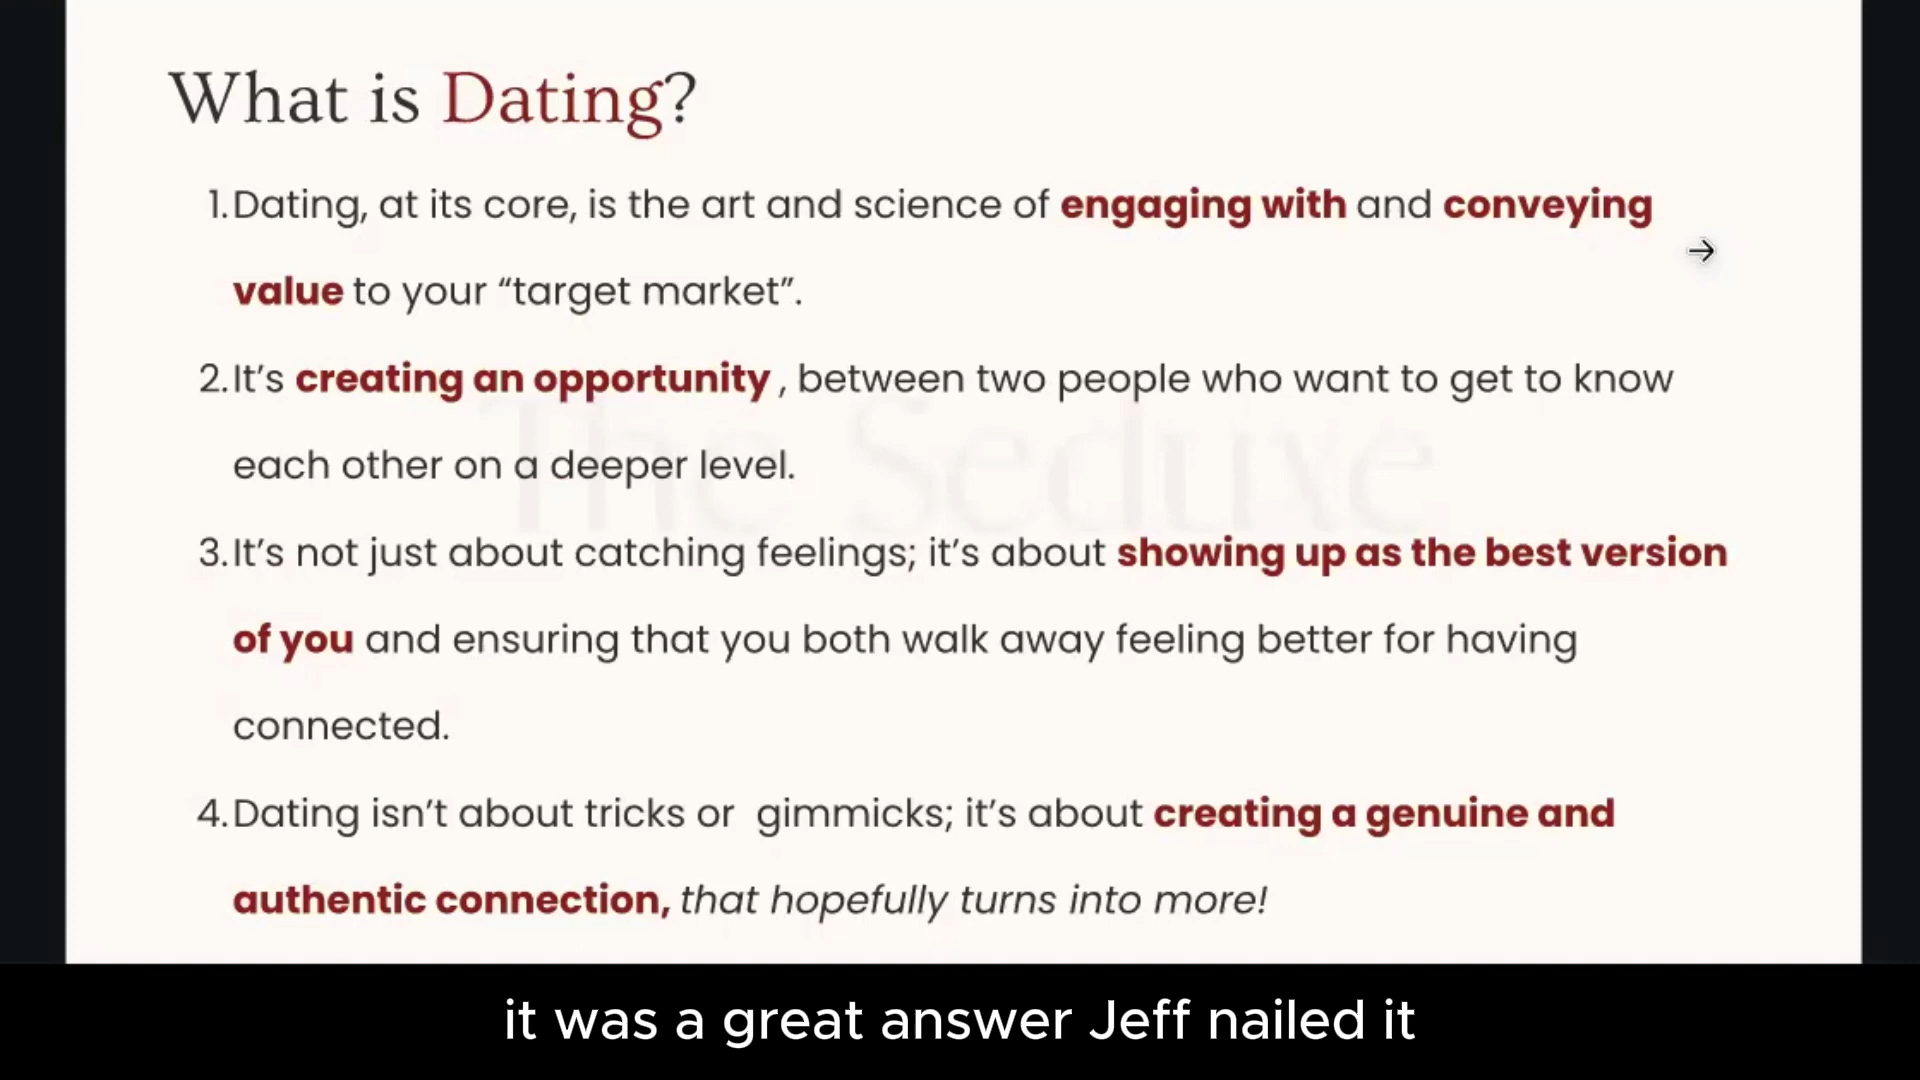 What is Dating?
1. Dating, at its core, is the art and science of engaging with and conveying
value to your “target market”.
2. It’s creating an opportunity , between two people who want to get to know
each other on a deeper level.
3. It’s not just about catching feelings; it’s about showing up as the best version
of you and ensuring that you both walk away feeling better for having
connected.
4. Dating isn’t about tricks or  gimmicks; it’s about creating a genuine and
authentic connection, that hopefully turns into more!
The Seduxe
it was a great answer Jeff nailed it